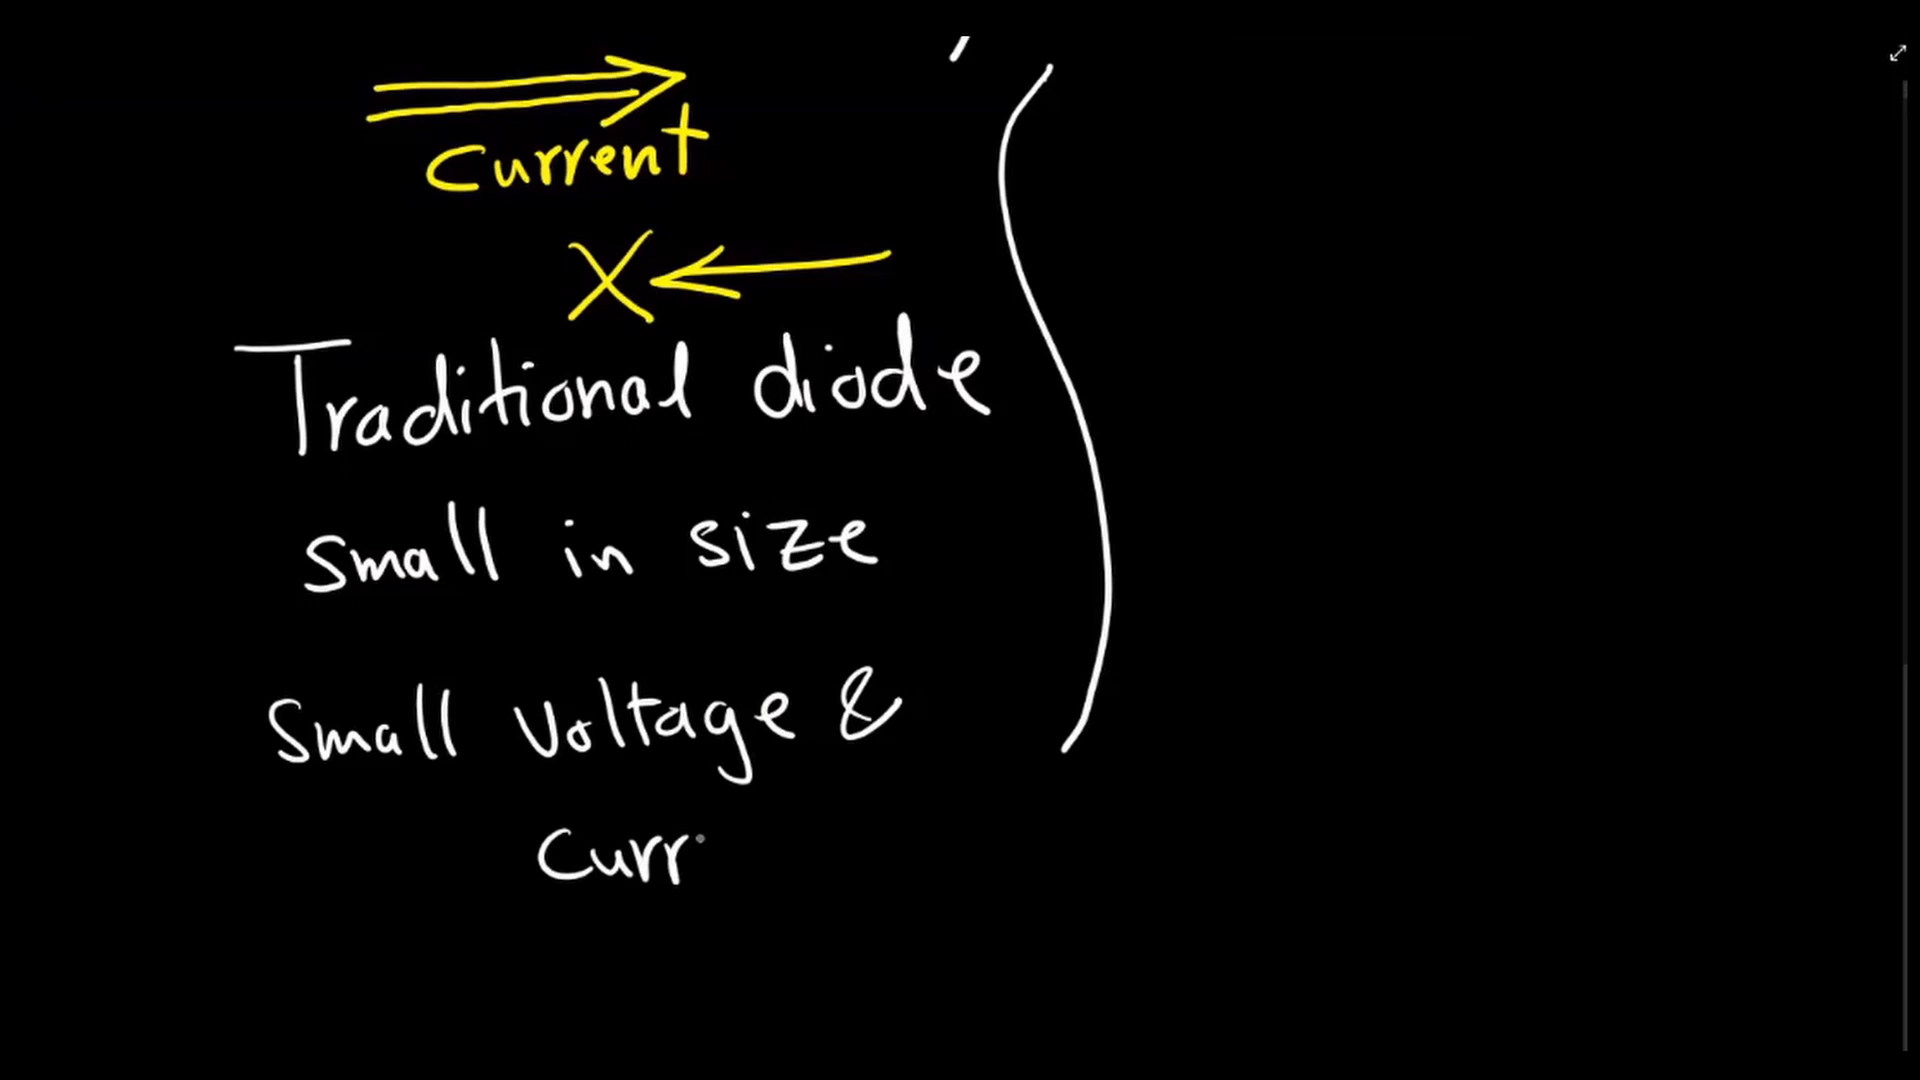 Current
X
Traditional diode
Small in size
Small Voltage &
Curr